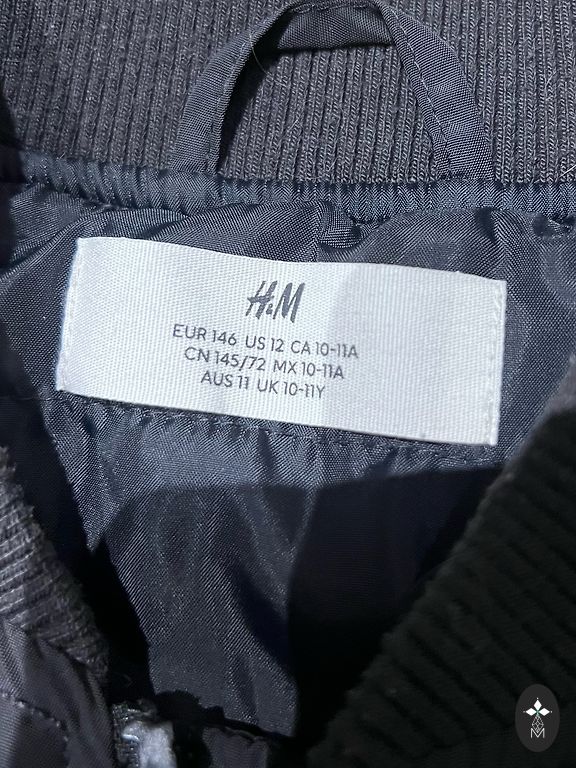 H&M
EUR 146 US 12 CA 10-11A
CN 145/72 MX 10-11A
AUS 11 UK 10-11Y